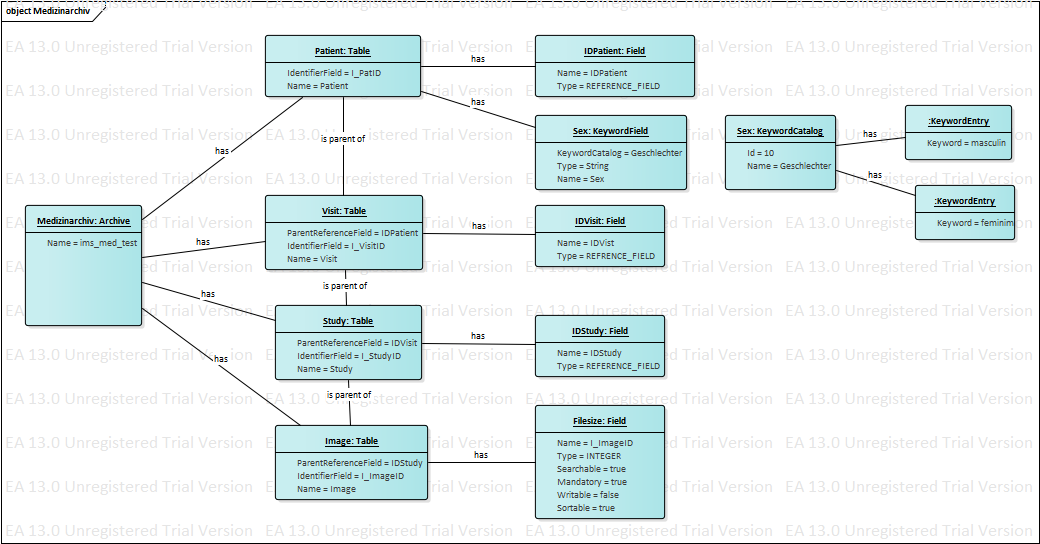 object Medizinarchiv
EA 13.0 Unregistered Trial Version
Patient: Table
IdentifierField = I_PatID
Name = Patient
has
IDPatient: Field
Name = IDPatient
Type = REFERENCE_FIELD
has
Sex: KeywordField
KeywordCatalog = Geschlechter
Type = String
Name = Sex
Sex: KeywordCatalog
Id = 10
Name = Geschlechter
has
:KeywordEntry
Keyword = masculin
has
:KeywordEntry
Keyword = feminim
is parent of
has
Medizinarchiv: Archive
Name = ims_med_test
has
Visit: Table
ParentReferenceField = IDPatient
IdentifierField = I_VisitID
Name = Visit
has
IDVisit: Field
Name = IDVist
Type = REFRENCE_FIELD
is parent of
has
Study: Table
ParentReferenceField = IDVisit
IdentifierField = I_StudyID
Name = Study
has
IDStudy: Field
Name = IDStudy
Type = REFERENCE_FIELD
is parent of
has
Image: Table
ParentReferenceField = IDStudy
IdentifierField = I_ImageID
Name = Image
has
Filesize: Field
Name = I_ImageID
Type = INTEGER
Searchable = true
Mandatory = true
Writable = false
Sortable = true